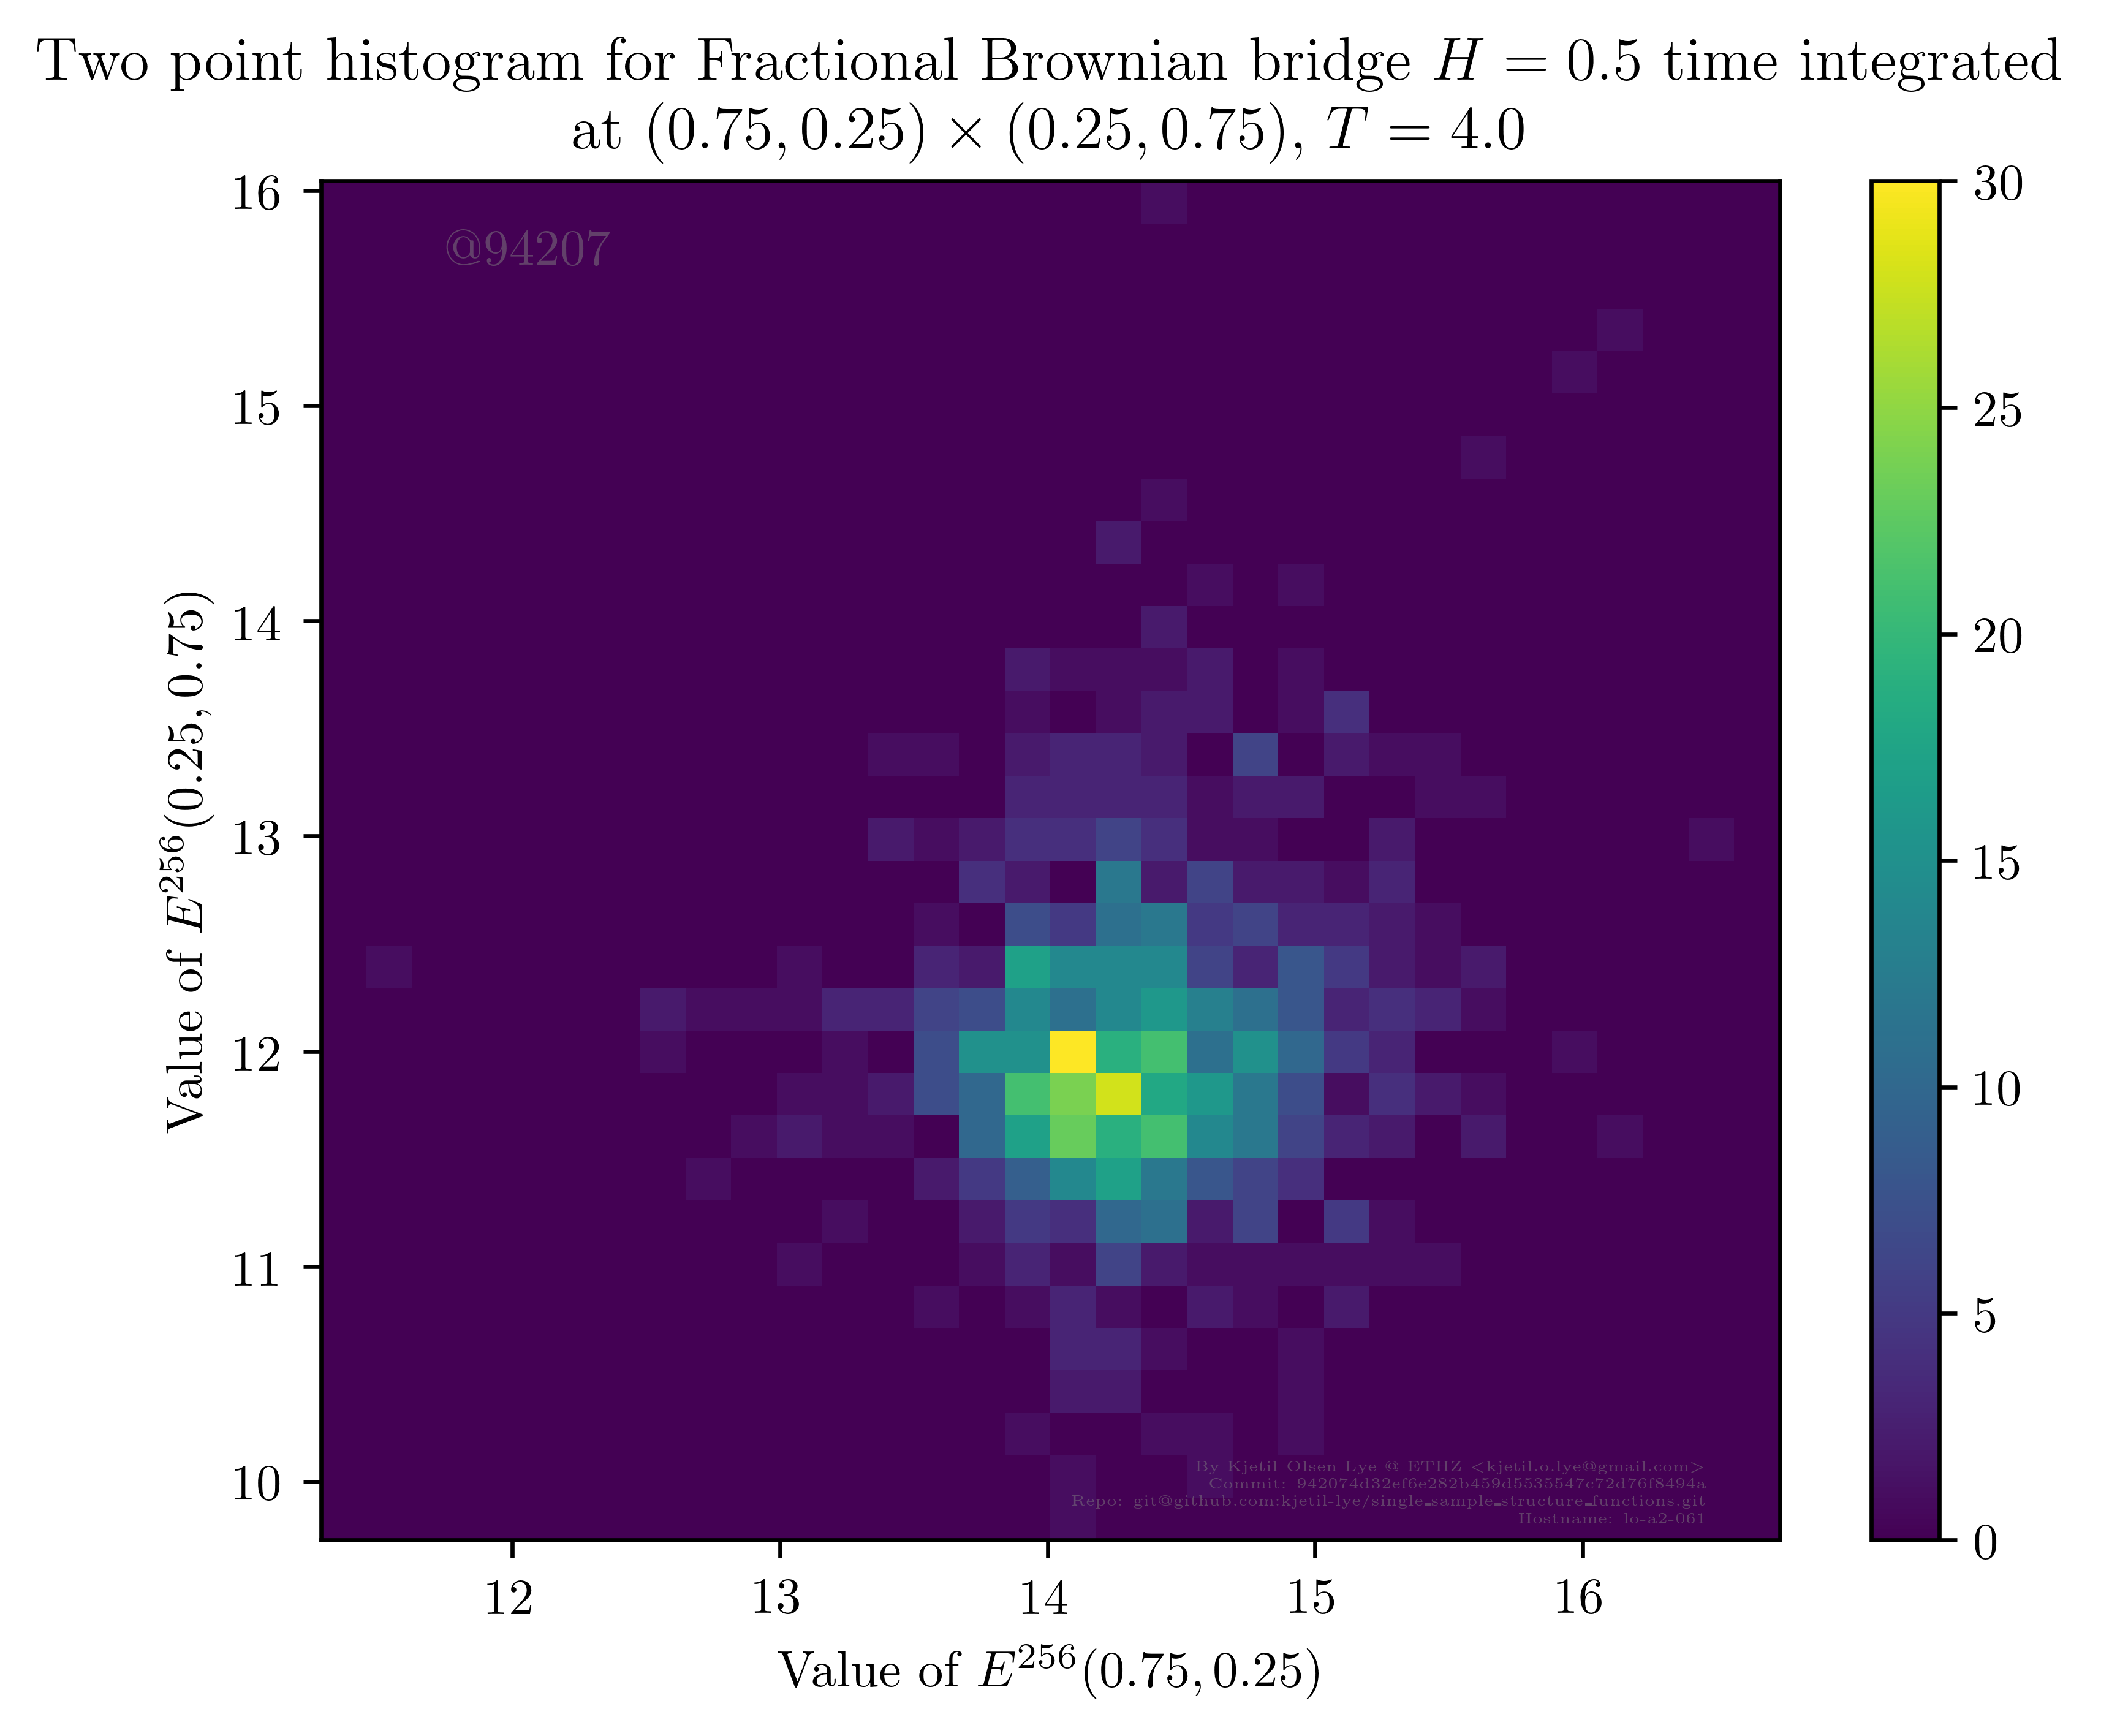 Two point histogram for Fractional Brownian bridge H = 0.5 time integrated
at (0.75, 0.25) × (0.25, 0.75), T = 4.0
@94207
16
15
14
13
12
11
10
Value of E^256(0.25, 0.75)
30
25
20
15
10
5
0
By Kjetil Olsen Lye @ ETHZ <kjetil.o.lye@gmail.com>
Commit: 942074d32ef6e282b459d5535547c72d76f8494a
Repo: git@github.com:kjetil-lye/single_sample_structure_functions.git
Hostname: lo-a2-061
12 13 14 15 16
Value of E^256(0.75, 0.25)